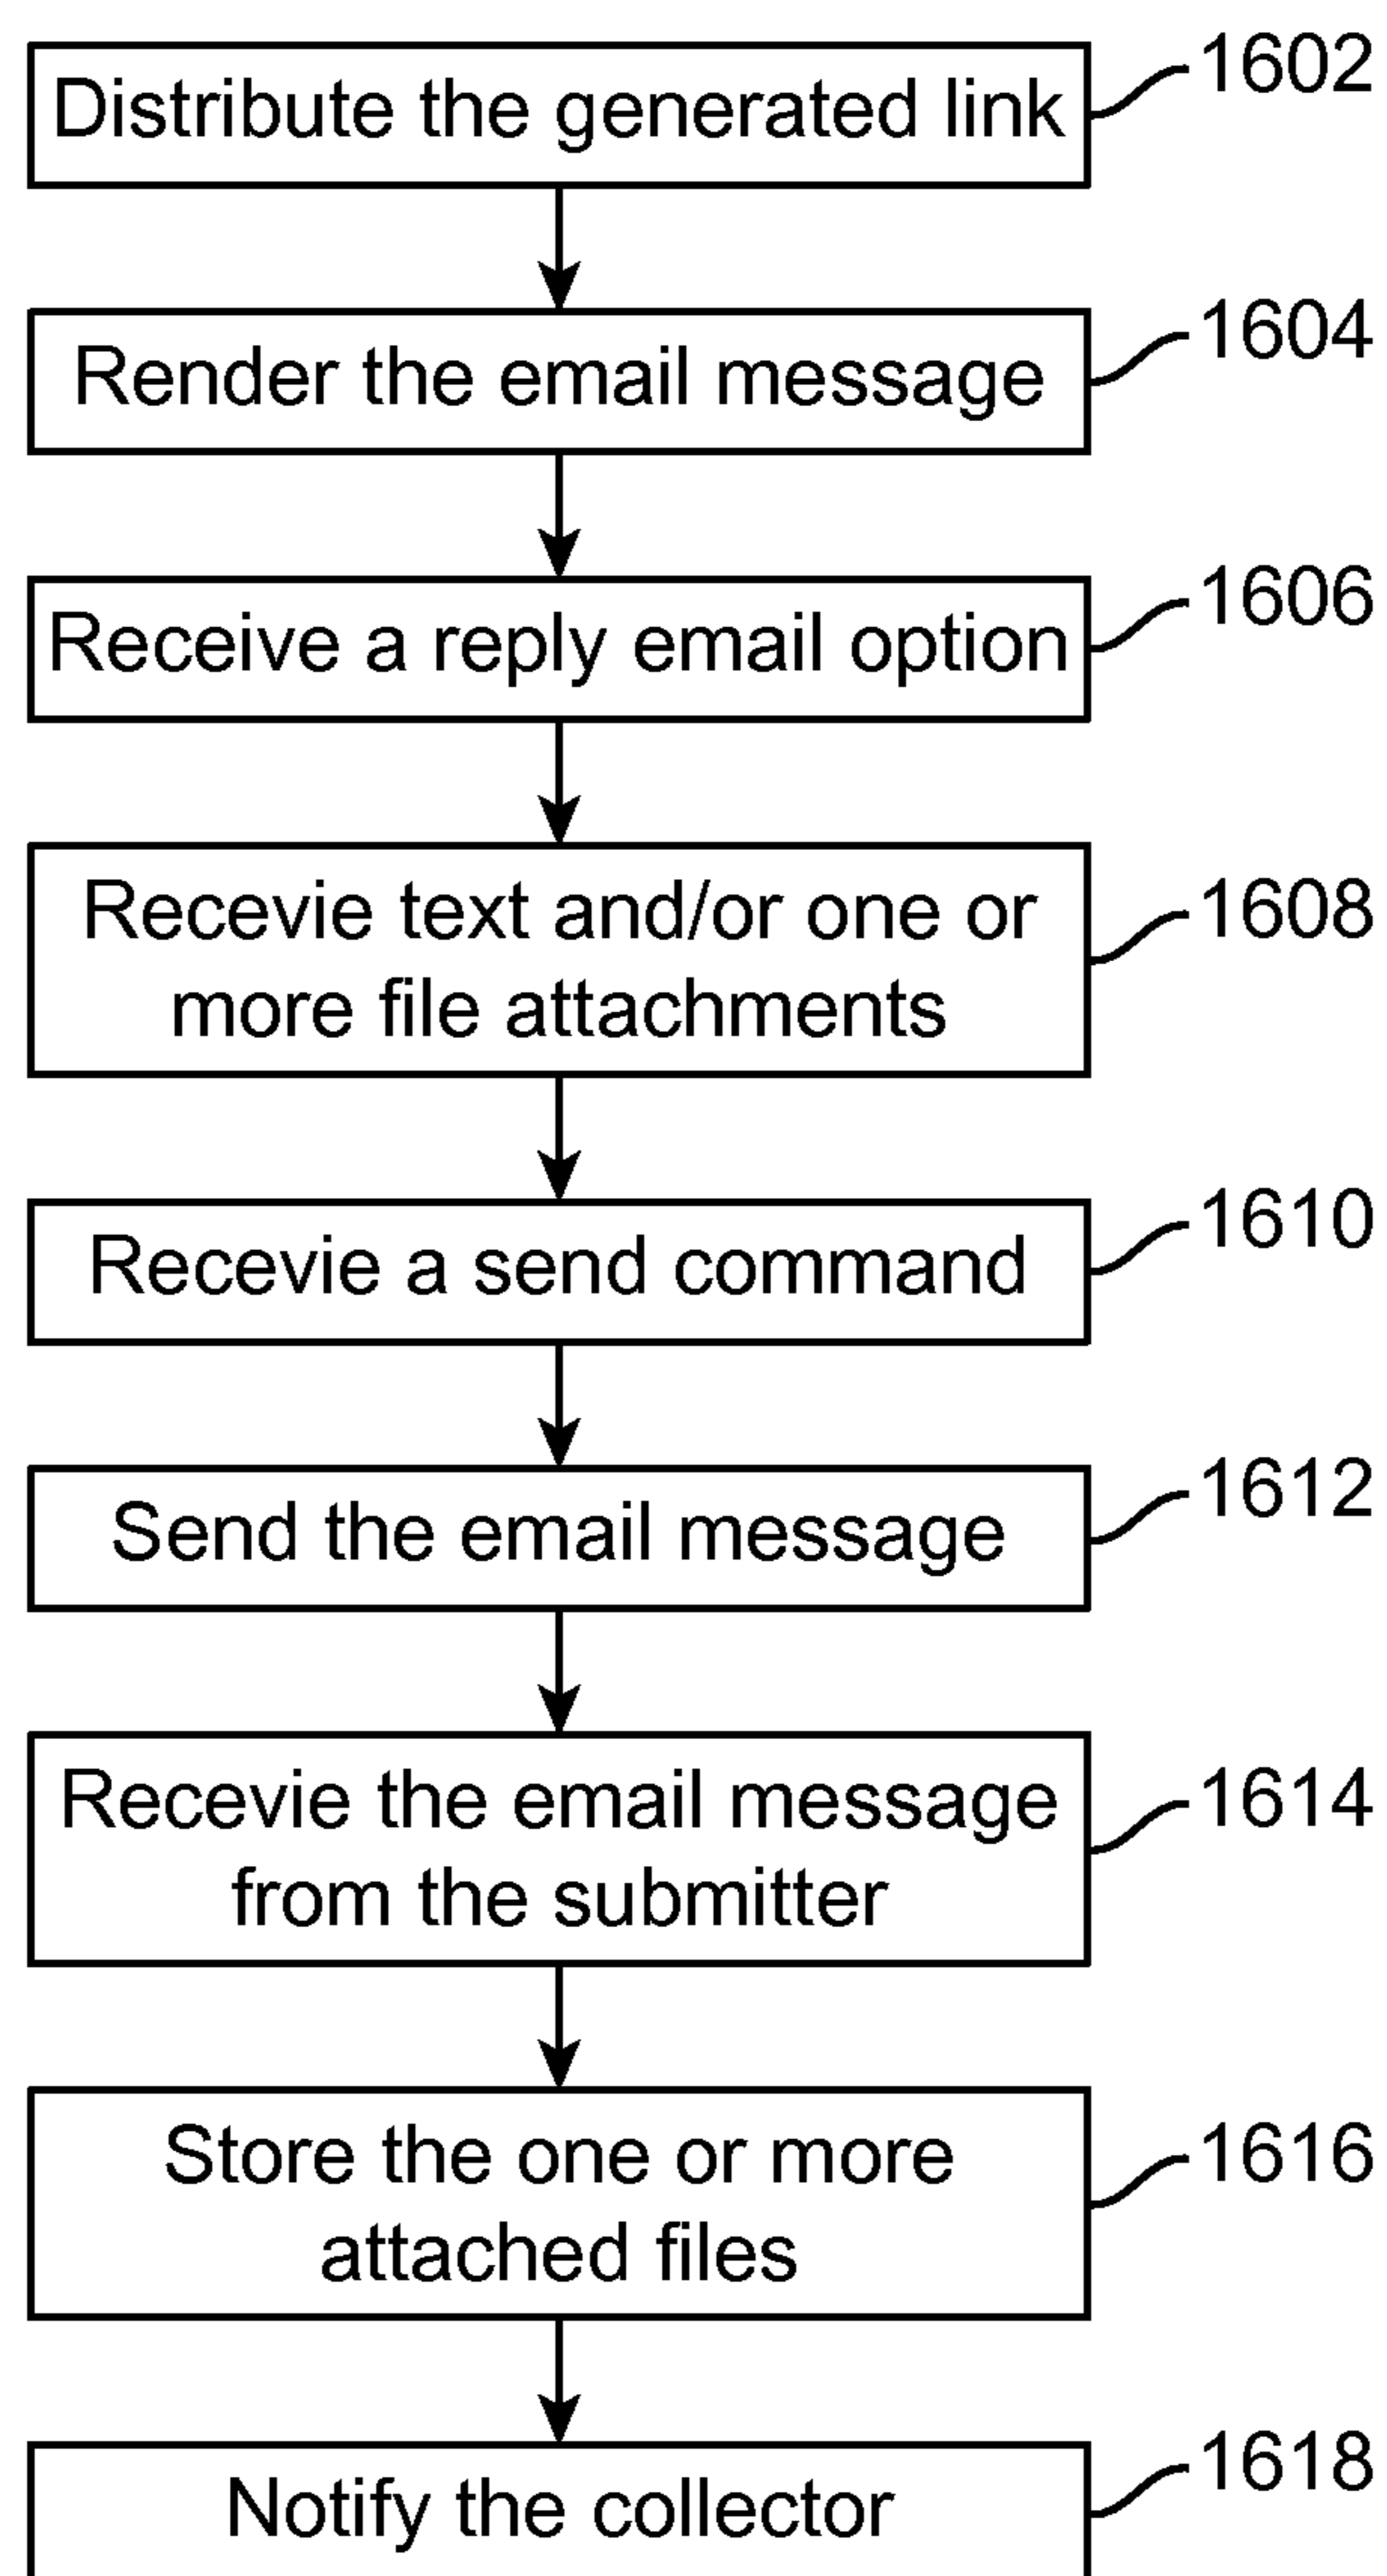 Distribute the generated link
1602
Render the email message
1604
Receive a reply email option
1606
Recevie text and/or one or
more file attachments
1608
Recevie a send command
1610
Send the email message
1612
Recevie the email message
from the submitter
1614
Store the one or more
attached files
1616
Notify the collector
1618